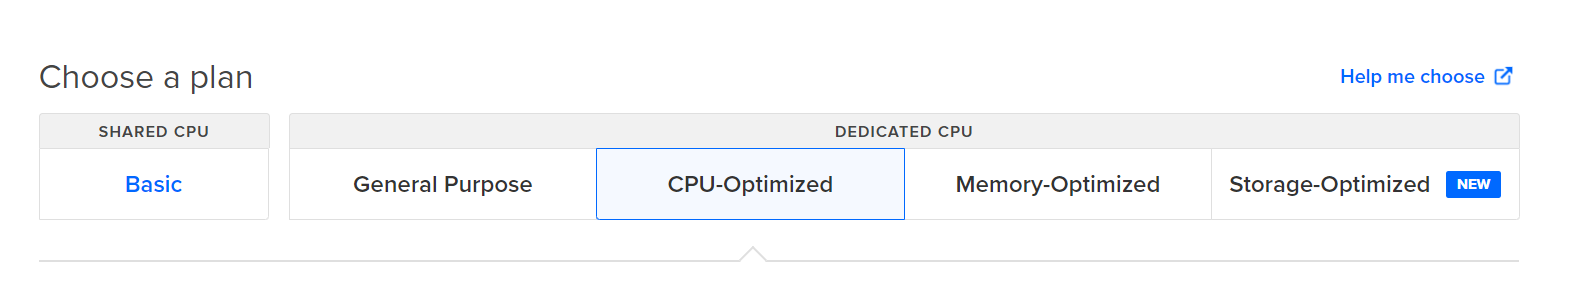 Choose a plan
Help me choose
SHARED CPU
DEDICATED CPU
Basic
General Purpose
CPU-Optimized
Memory-Optimized
Storage-Optimized NEW